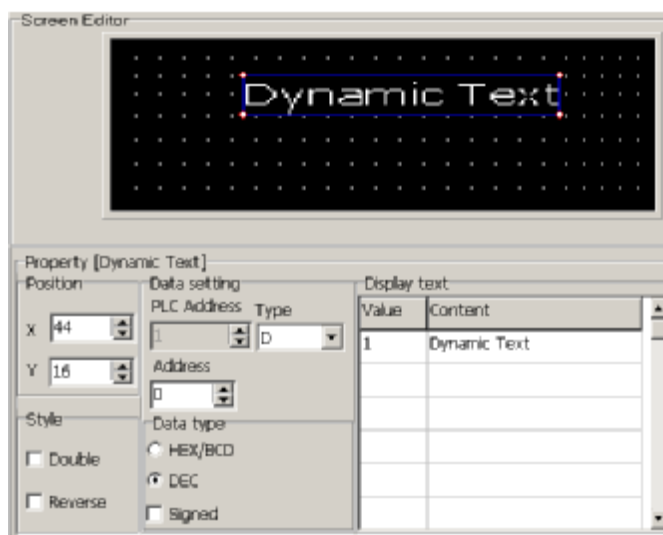 Screen Editor
Dynamic Text
Property [Dynamic Text]
Position
X 44
Y 16
Style
Double
Reverse
Data setting
PLC Address Type
1 D
Address
0
Data type
HEX/BCD
DEC
Signed
Display text
Value Content
1 Dynamic Text